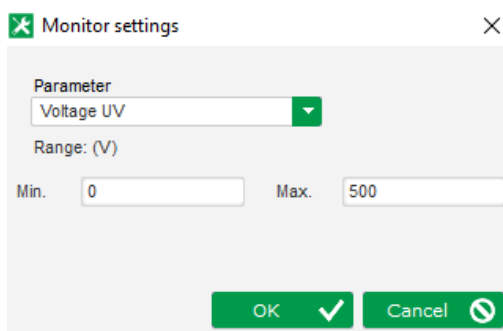 Monitor settings
Parameter
Voltage UV
Range: (V)
Min. 0 Max. 500
OK Cancel